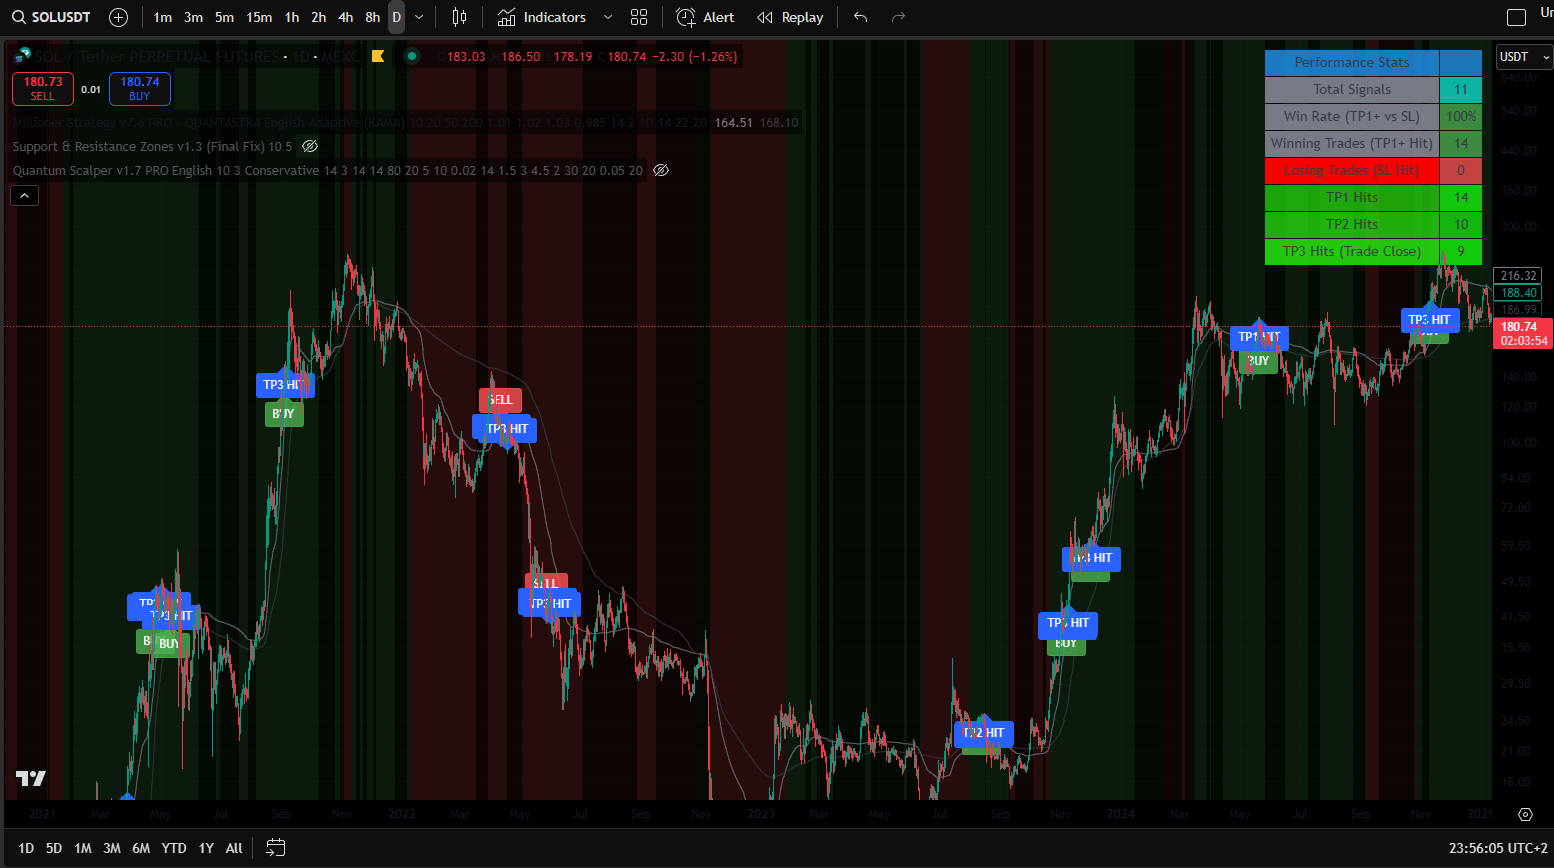 SOLUSDT 1m 3m 5m 15m 1h 2h 4h 8h D Indicators Alert Replay Un
SOL / Tether PERPETUAL FUTURES · 1D · MEXC O183.03 H186.50 L178.19 C180.74 −2.30 (−1.26%)
USDT
180.73 SELL 0.01 180.74 BUY
Millioner Strategy v7.6 PRO - QUANTASTRA English Adaptive (KAMA) 10 20 50 200 1.01 1.02 1.03 0.985 14 2 10 14 22 20 164.51 168.10
Support & Resistance Zones v1.3 (Final Fix) 10 5
Quantum Scalper v1.7 PRO English 10 3 Conservative 14 3 14 14 80 20 5 10 0.02 14 1.5 3 4.5 2 30 20 0.05 20
Performance Stats
Total Signals 11
Win Rate (TP1+ vs SL) 100%
Winning Trades (TP1+ Hit) 14
Losing Trades (SL Hit) 0
TP1 Hits 14
TP2 Hits 10
TP3 Hits (Trade Close) 9
640.00
540.00
440.00
360.00
300.00
216.32
188.40
186.99
180.74
02:03:54
140.00
120.00
100.00
84.00
72.00
59.50
49.50
41.50
35.50
29.50
24.50
21.00
18.00
TP3 HIT
BUY
SELL
TP3 HIT
SELL
TP3 HIT
TP3 HIT
BUY
TP3 HIT
BUY
TP2 HIT
TP3 HIT
TP1 HIT
BUY
TP3 HIT
2021 Mar May Jul Sep Nov 2022 Mar May Jul Sep Nov 2023 Mar May Jul Sep Nov 2024 Mar May Jul Sep Nov 2025
1D 5D 1M 3M 6M YTD 1Y All 23:56:05 UTC+2